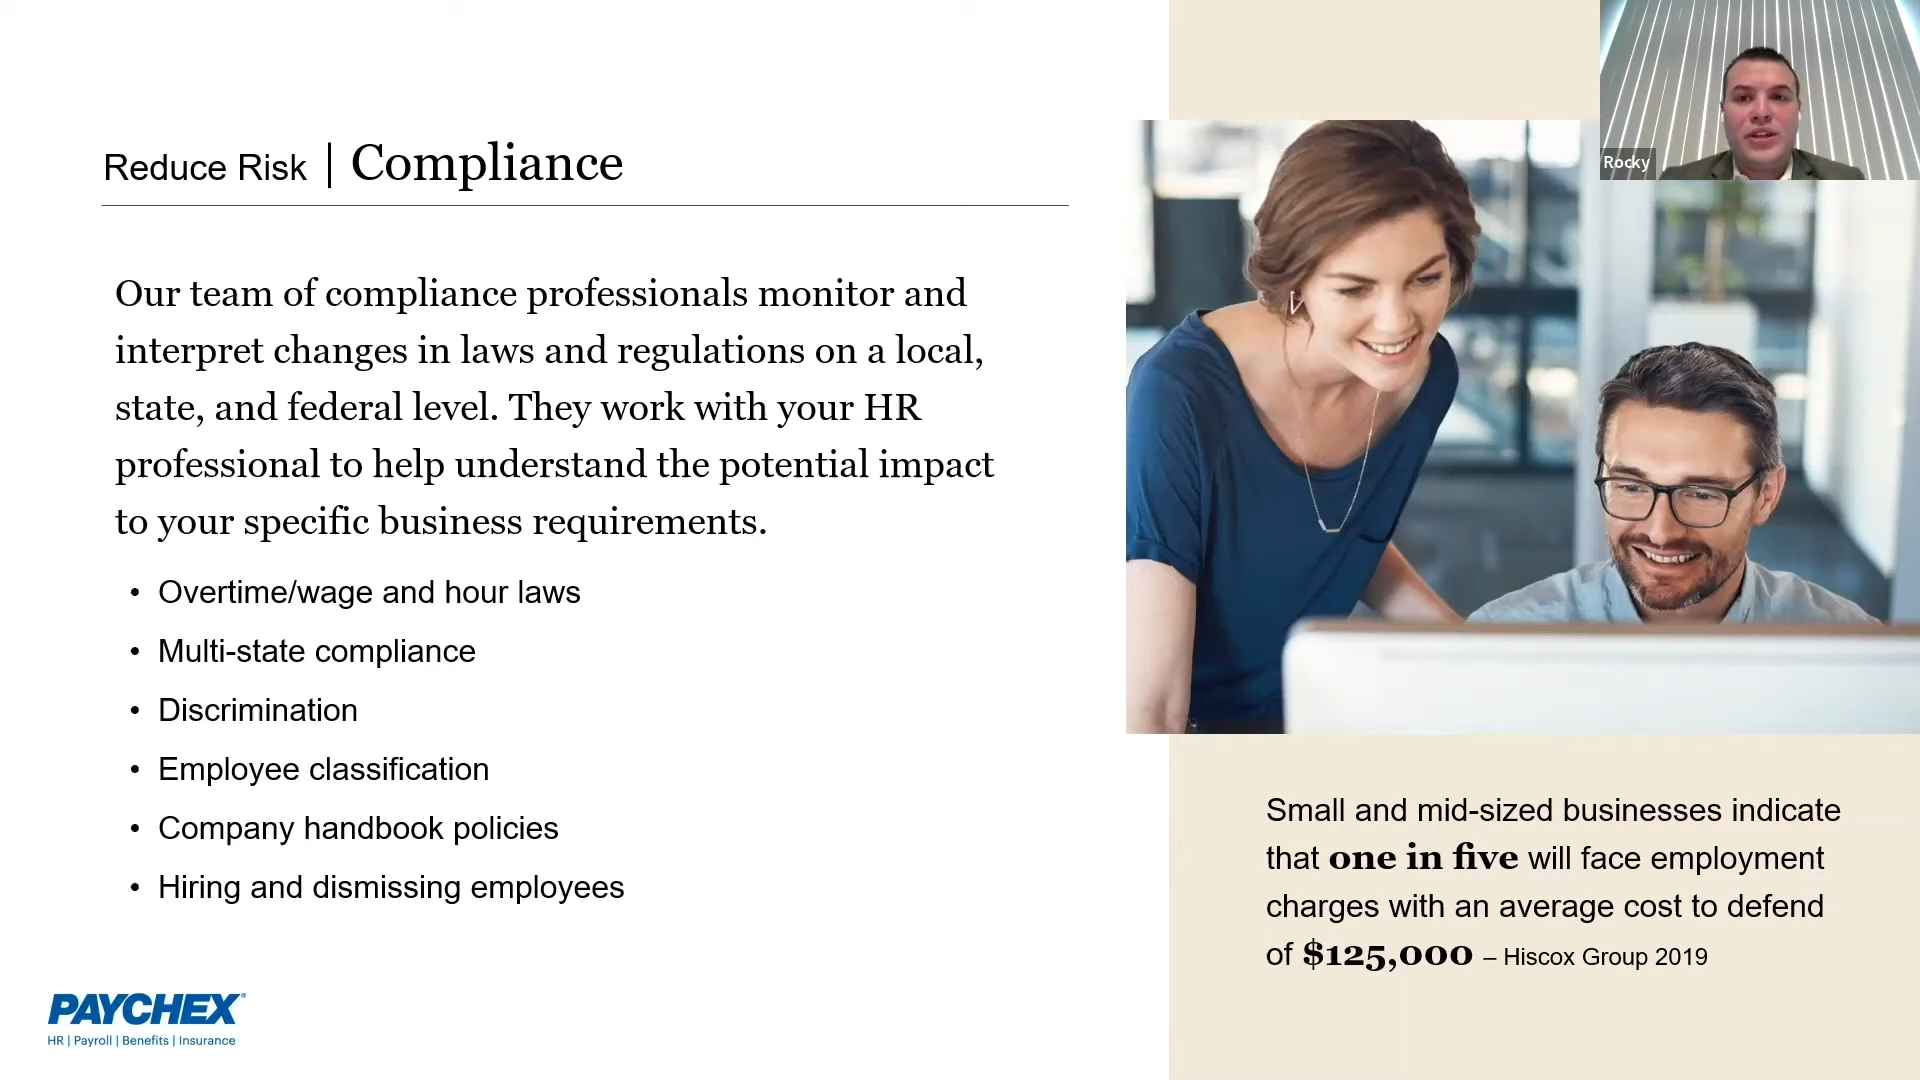 Rocky
Reduce Risk | Compliance
Our team of compliance professionals monitor and
interpret changes in laws and regulations on a local,
state, and federal level. They work with your HR
professional to help understand the potential impact
to your specific business requirements.
• Overtime/wage and hour laws
• Multi-state compliance
• Discrimination
• Employee classification
• Company handbook policies
• Hiring and dismissing employees
Small and mid-sized businesses indicate
that one in five will face employment
charges with an average cost to defend
of $125,000 – Hiscox Group 2019
PAYCHEX®
HR | Payroll | Benefits | Insurance